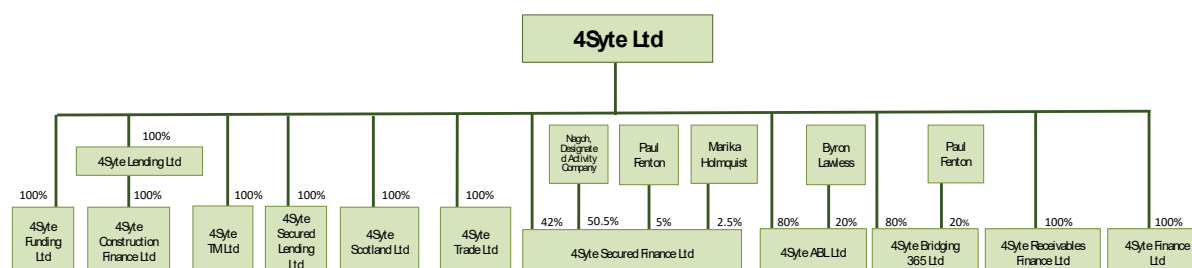 4Syte Ltd
100%
4Syte Lending Ltd
Nagoh,
Designate
d Activity
Company
Paul
Fenton
Marika
Holmquist
Byron
Lawless
Paul
Fenton
100%
100%
100%
100%
100%
100%
42%
50.5%
5%
2.5%
80%
20%
80%
20%
100%
100%
4Syte
Funding
Ltd
4Syte
Construction
Finance Ltd
4Syte
TM Ltd
4Syte
Secured
Lending
Ltd
4Syte
Scotland Ltd
4Syte
Trade Ltd
4Syte Secured Finance Ltd
4Syte ABL Ltd
4Syte Bridging
365 Ltd
4Syte Receivables
Finance Ltd
4Syte Finance
Ltd